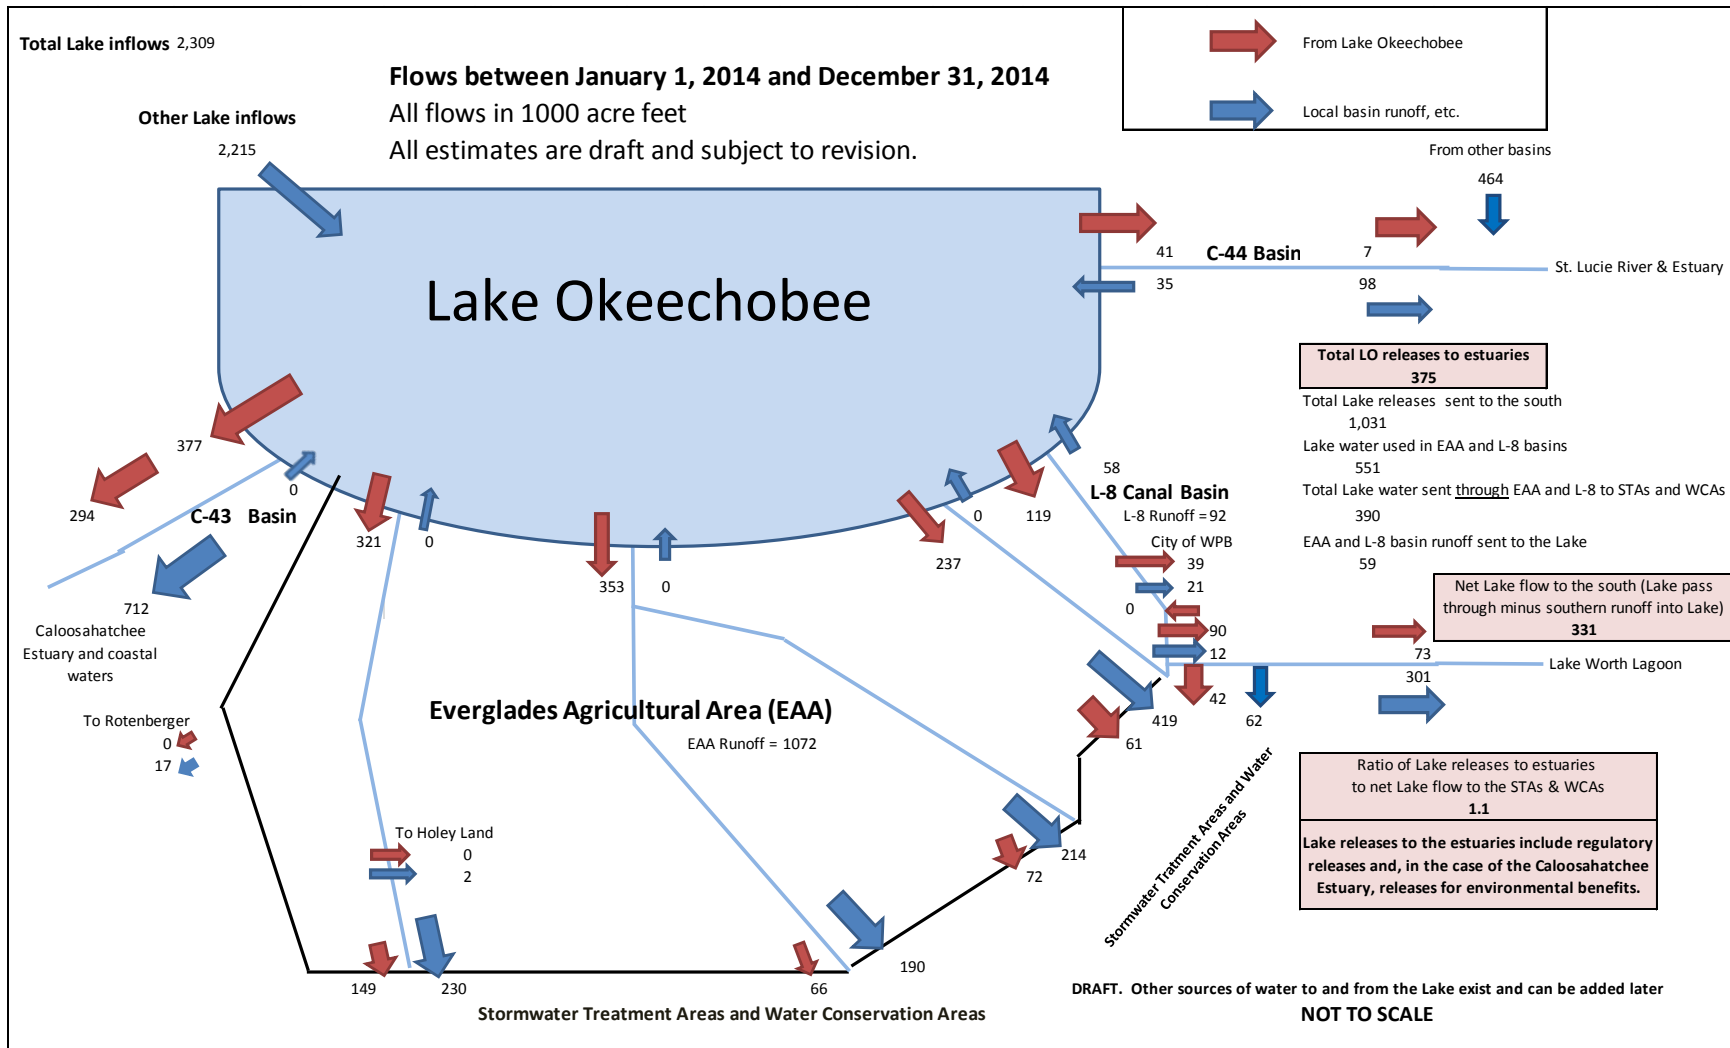 Total Lake inflows 2,309
From Lake Okeechobee
Flows between January 1, 2014 and December 31, 2014
All flows in 1000 acre feet
All estimates are draft and subject to revision.
Local basin runoff, etc.
Other Lake inflows
2,215
From other basins
464
41
C-44 Basin
7
St. Lucie River & Estuary
35
98
Lake Okeechobee
Total LO releases to estuaries
375
Total Lake releases sent to the south
1,031
Lake water used in EAA and L-8 basins
551
Total Lake water sent through EAA and L-8 to STAs and WCAs
390
EAA and L-8 basin runoff sent to the Lake
59
Net Lake flow to the south (Lake pass
through minus southern runoff into Lake)
331
377
294
0
C-43 Basin
712
Caloosahatchee
Estuary and coastal
waters
321
0
353
0
237
0
119
58
L-8 Canal Basin
L-8 Runoff = 92
City of WPB
39
21
0
90
12
73
301
Lake Worth Lagoon
42
62
419
61
Everglades Agricultural Area (EAA)
EAA Runoff = 1072
To Rotenberger
0
17
To Holey Land
0
2
214
72
Stormwater Tratment Areas and Water
Conservation Areas
Ratio of Lake releases to estuaries
to net Lake flow to the STAs & WCAs
1.1
Lake releases to the estuaries include regulatory
releases and, in the case of the Caloosahatchee
Estuary, releases for environmental benefits.
149
230
66
190
Stormwater Treatment Areas and Water Conservation Areas
DRAFT. Other sources of water to and from the Lake exist and can be added later
NOT TO SCALE